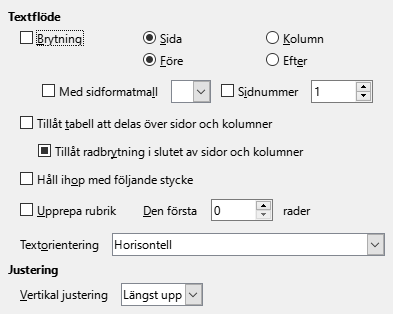 Textflöde
Brytning Sida Kolumn
Före Efter
Med sidformatmall Sidnummer 1
Tillåt tabell att delas över sidor och kolumner
Tillåt radbrytning i slutet av sidor och kolumner
Håll ihop med följande stycke
Upprepa rubrik Den första 0 rader
Textorientering Horisontell
Justering
Vertikal justering Längst upp